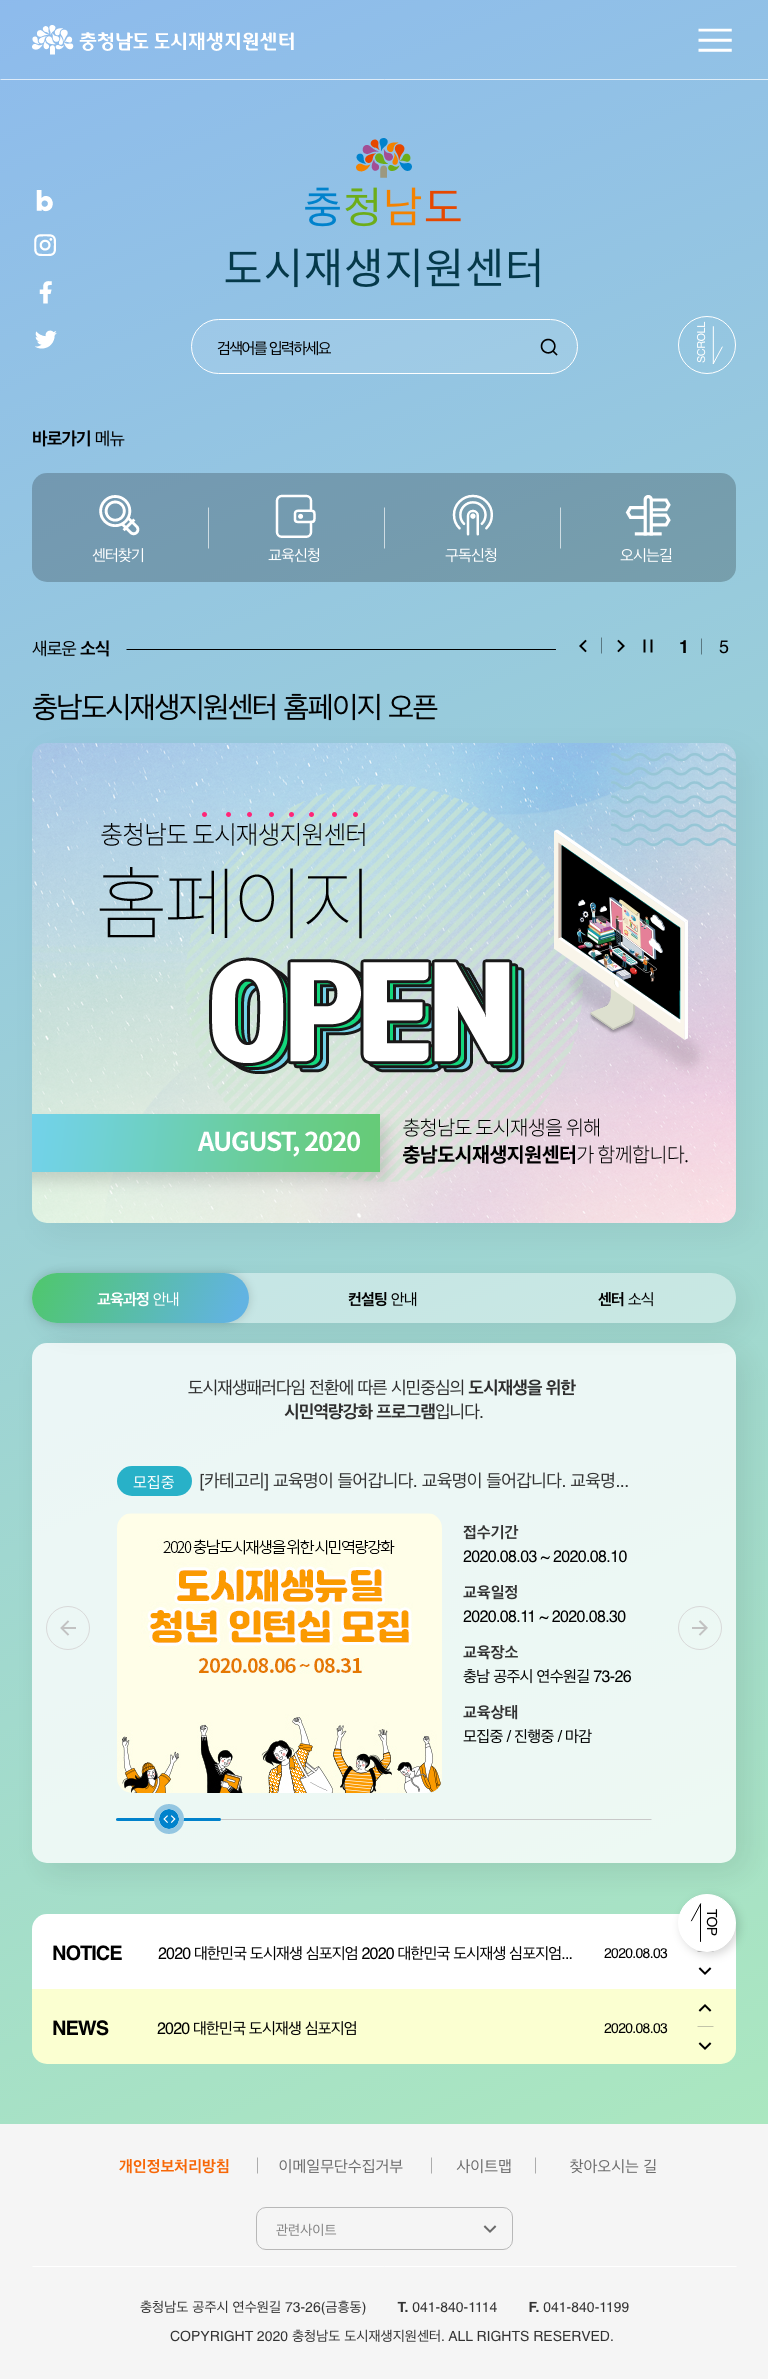 충청남도 도시재생지원센터
충청남도
도시재생지원센터
검색어를 입력하세요
SCROLL
바로가기 메뉴
센터찾기
교육신청
구독신청
오시는길
새로운 소식
1
5
충남도시재생지원센터 홈페이지 오픈
충청남도 도시재생지원센터
홈페이지
OPEN
AUGUST, 2020
충청남도 도시재생을 위해
충남도시재생지원센터가 함께합니다.
교육과정 안내
컨설팅 안내
센터 소식
도시재생패러다임 전환에 따른 시민중심의 도시재생을 위한
시민역량강화 프로그램입니다.
모집중
[카테고리] 교육명이 들어갑니다. 교육명이 들어갑니다. 교육명...
2020 충남도시재생을 위한 시민역량강화
도시재생뉴딜
청년 인턴십 모집
2020.08.06 ~ 08.31
접수기간
2020.08.03 ~ 2020.08.10
교육일정
2020.08.11 ~ 2020.08.30
교육장소
충남 공주시 연수원길 73-26
교육상태
모집중 / 진행중 / 마감
TOP
NOTICE
2020 대한민국 도시재생 심포지엄 2020 대한민국 도시재생 심포지엄...
2020.08.03
NEWS
2020 대한민국 도시재생 심포지엄
2020.08.03
개인정보처리방침
이메일무단수집거부
사이트맵
찾아오시는 길
관련사이트
충청남도 공주시 연수원길 73-26(금흥동) T. 041-840-1114 F. 041-840-1199
COPYRIGHT 2020 충청남도 도시재생지원센터. ALL RIGHTS RESERVED.